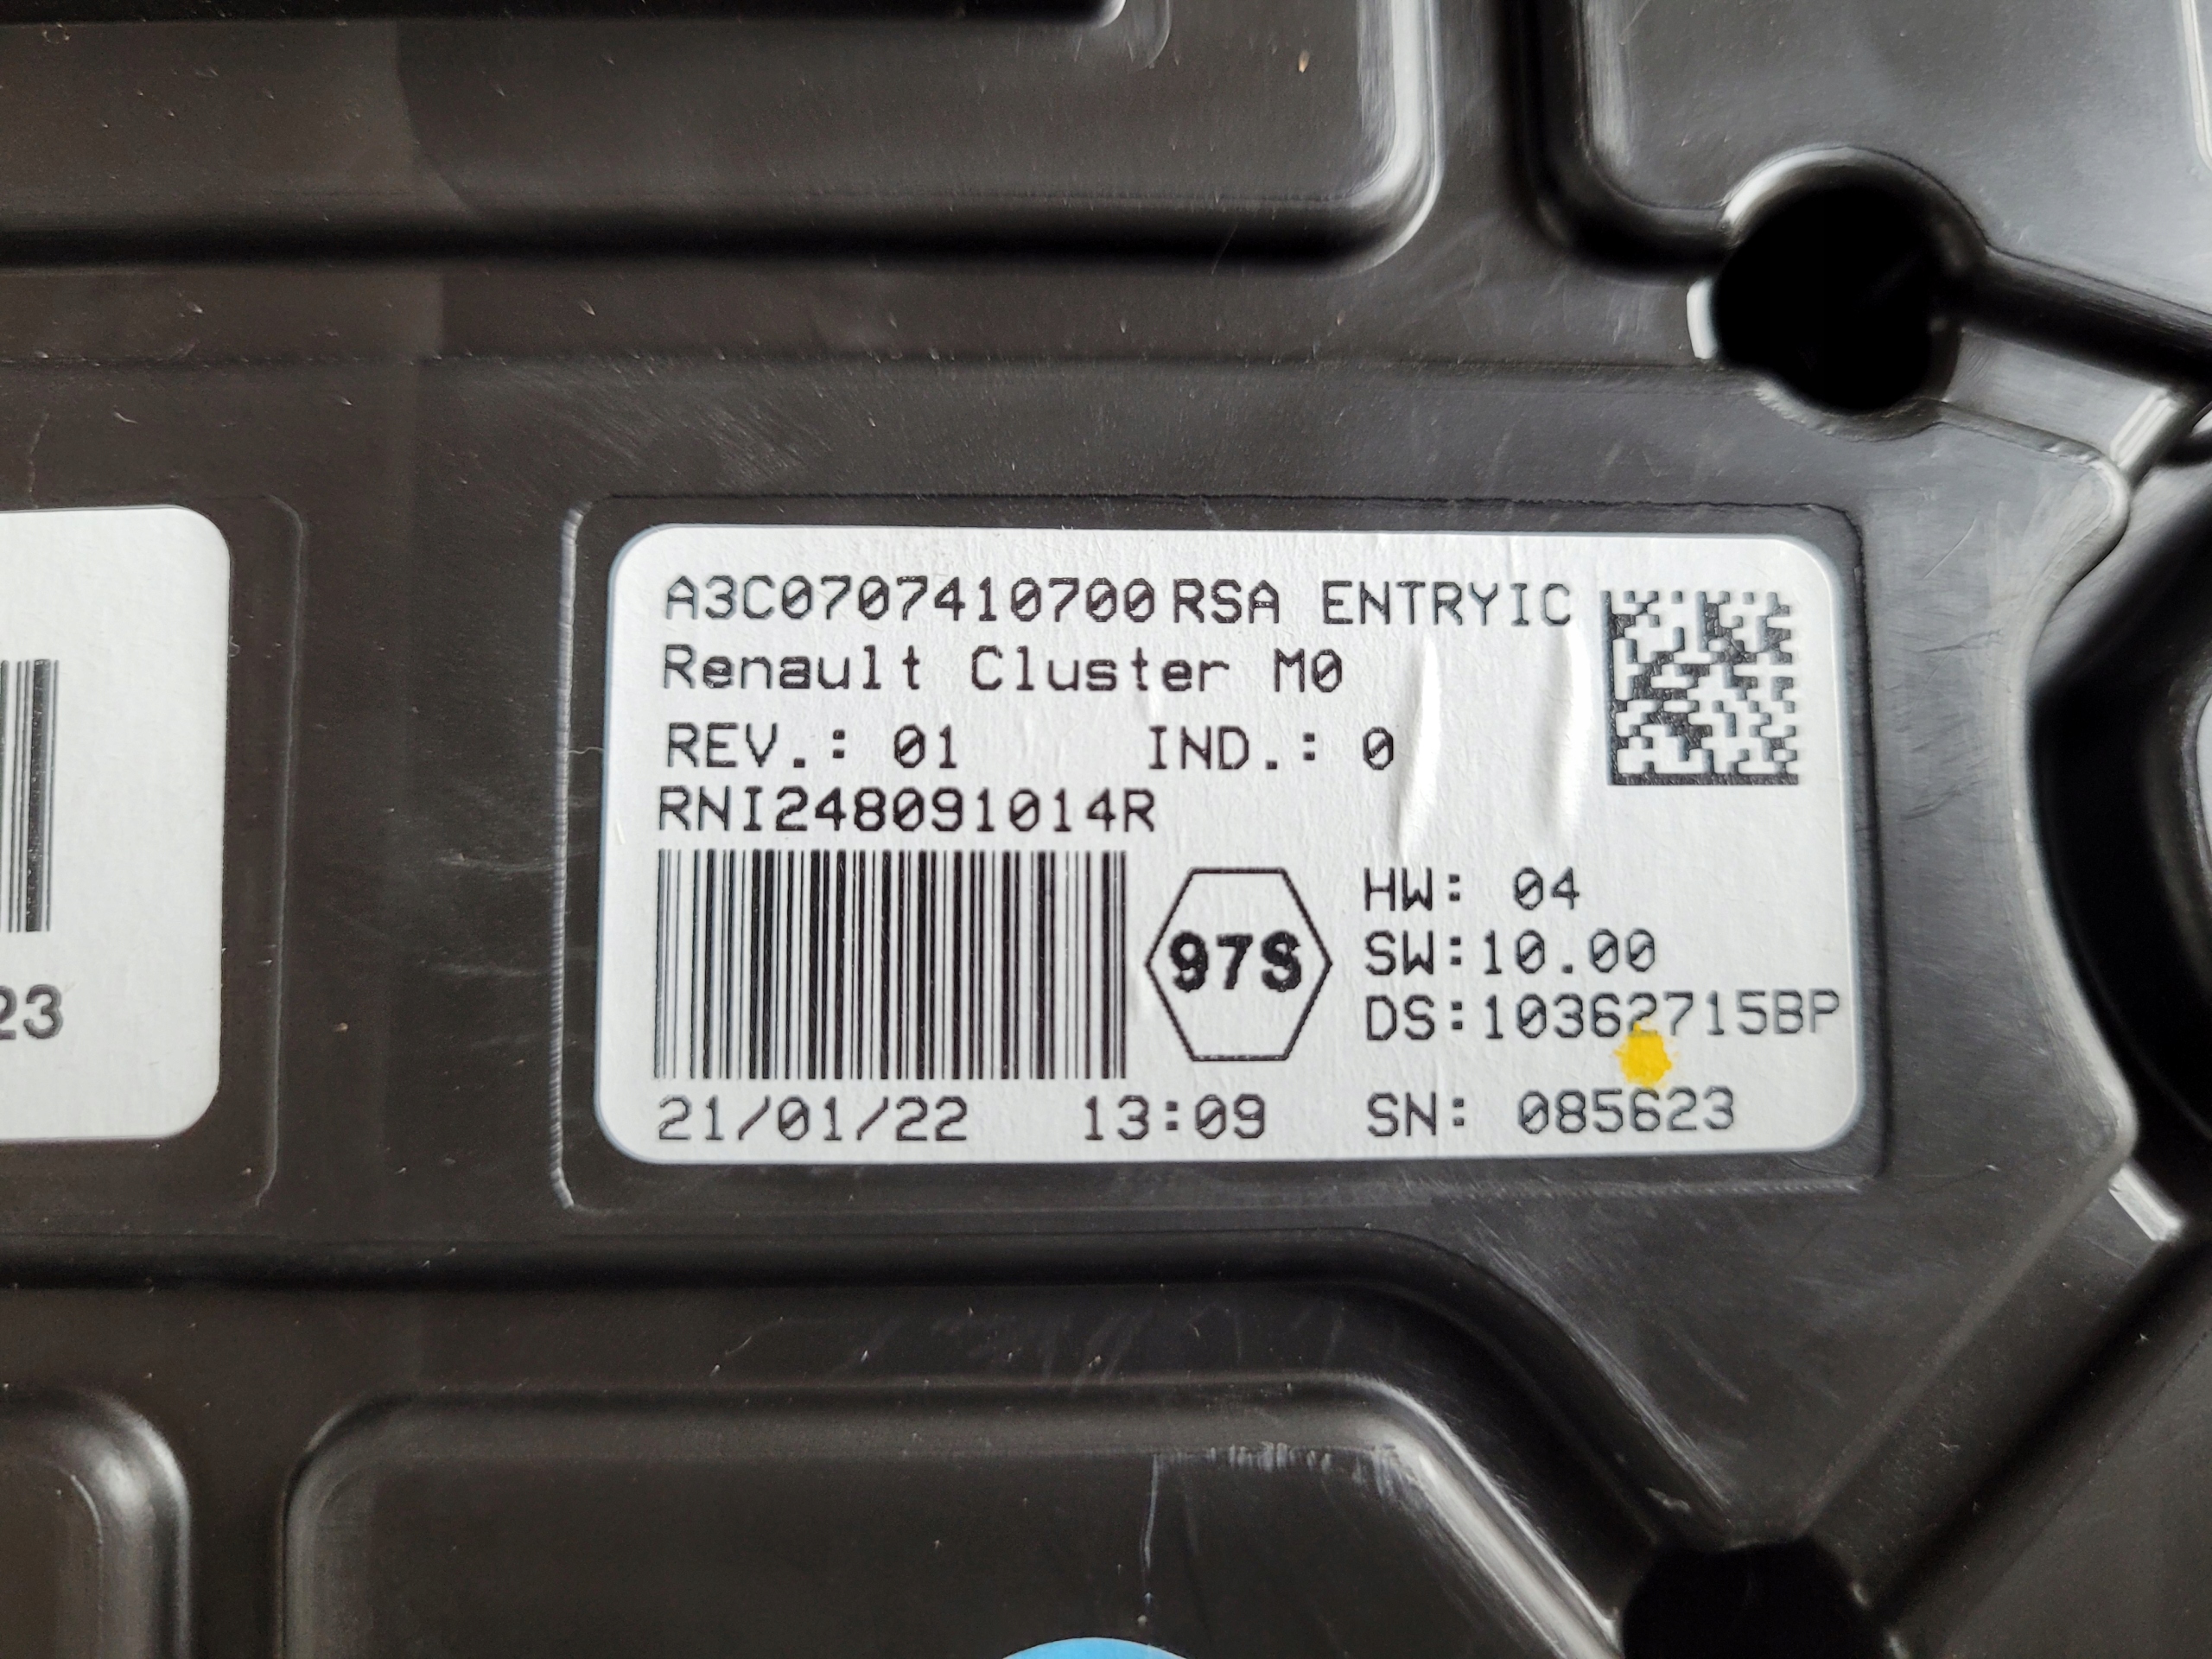 A3C0707410700 RSA ENTRYIC
Renault Cluster M0
REV.: 01 IND.: 0
RNI248091014R
97S
HW: 04
SW:10.00
DS:10362715BP
21/01/22 13:09 SN: 085623
23